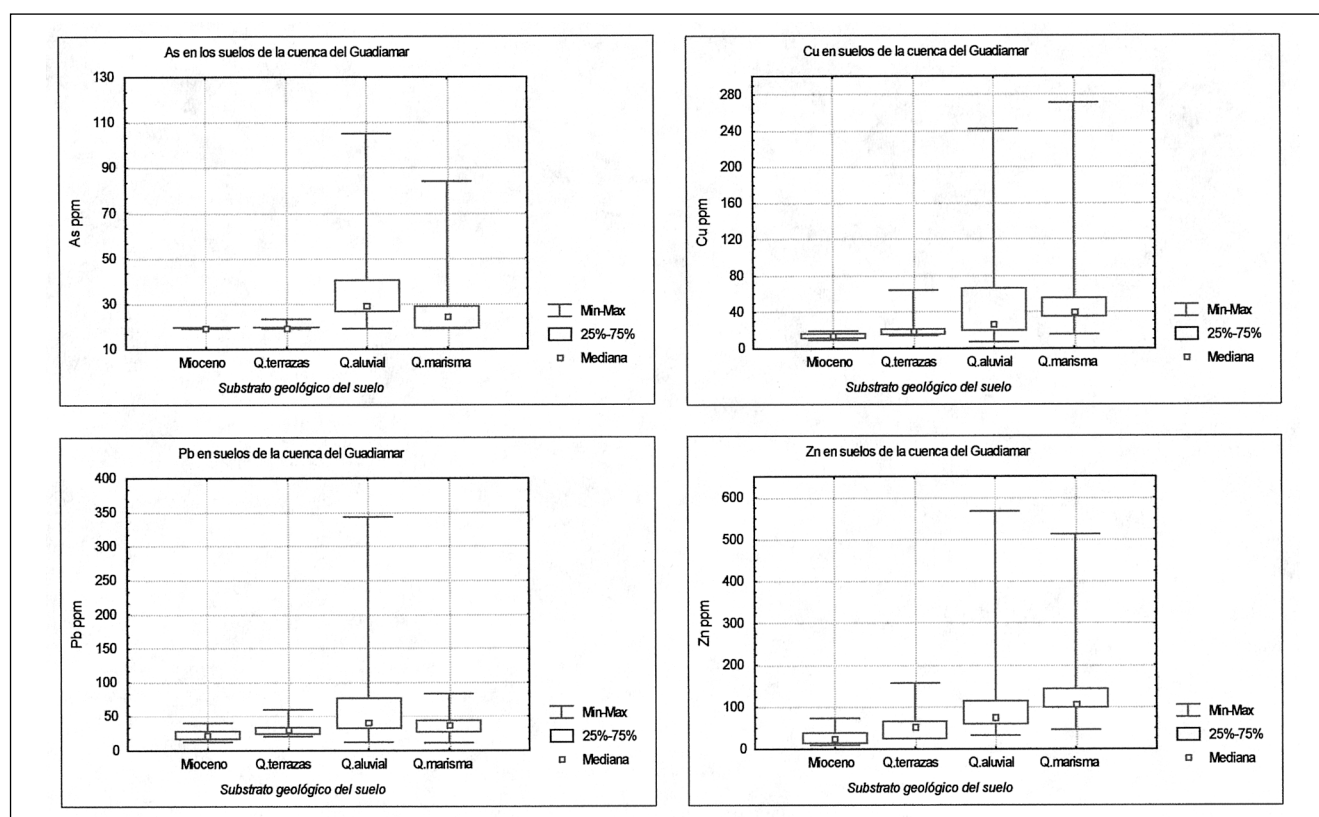 As en los suelos de la cuenca del Guadiamar
130
110
90
70
50
30
10
As ppm
Mioceno Q.terrazas Q.aluvial Q.marisma
Substrato geológico del suelo
Min-Max
25%-75%
Mediana
Cu en suelos de la cuenca del Guadiamar
280
240
200
160
120
80
40
0
Cu ppm
Mioceno Q.terrazas Q.aluvial Q.marisma
Substrato geológico del suelo
Min-Max
25%-75%
Mediana
Pb en suelos de la cuenca del Guadiamar
400
350
300
250
200
150
100
50
0
Pb ppm
Mioceno Q.terrazas Q.aluvial Q.marisma
Substrato geológico del suelo
Min-Max
25%-75%
Mediana
Zn en suelos de la cuenca del Guadiamar
600
500
400
300
200
100
0
Zn ppm
Mioceno Q.terrazas Q.aluvial Q.marisma
Substrato geológico del suelo
Min-Max
25%-75%
Mediana